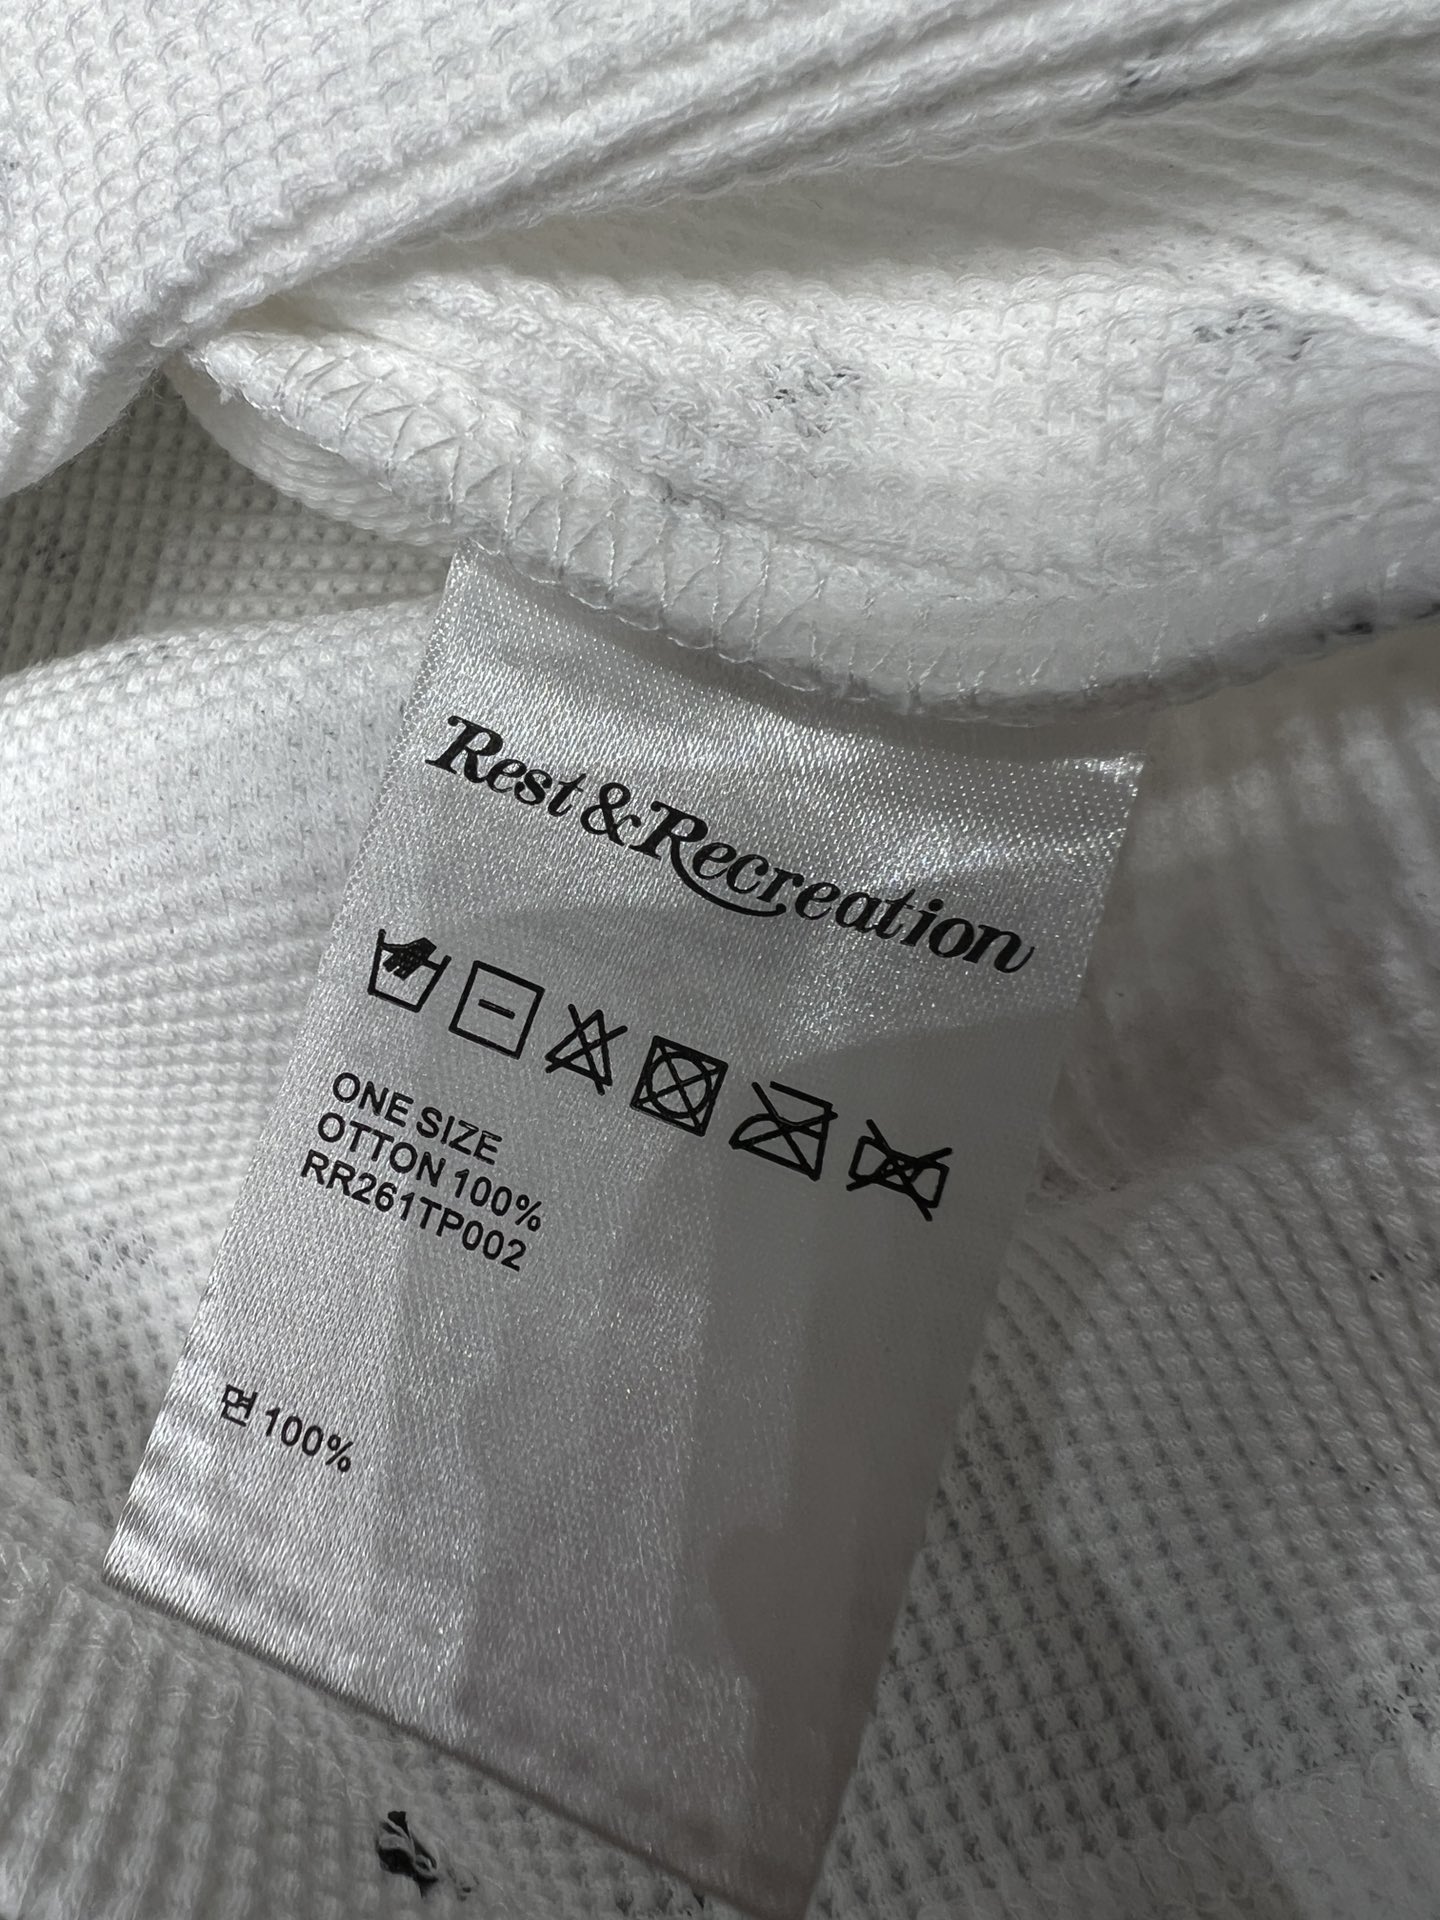 Rest & Recreation
ONE SIZE
OTTON 100%
RR261TP002
면 100%